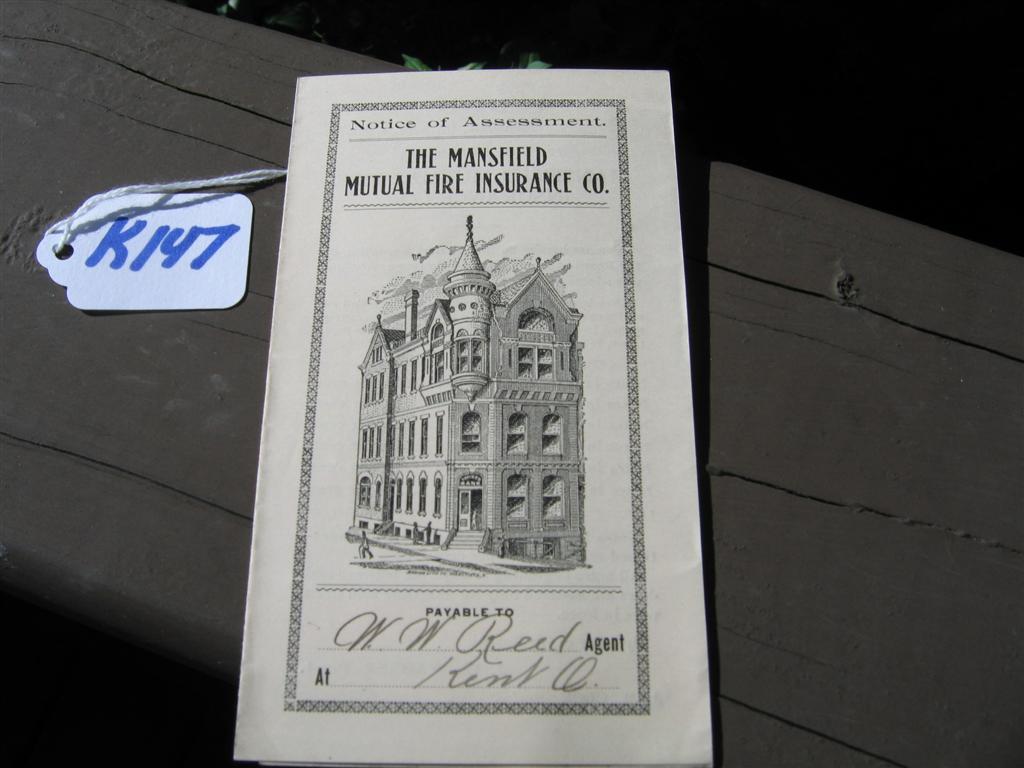 K147
Notice of Assessment.
THE MANSFIELD
MUTUAL FIRE INSURANCE CO.
PAYABLE TO
W. W. Reed Agent
At Kent O.